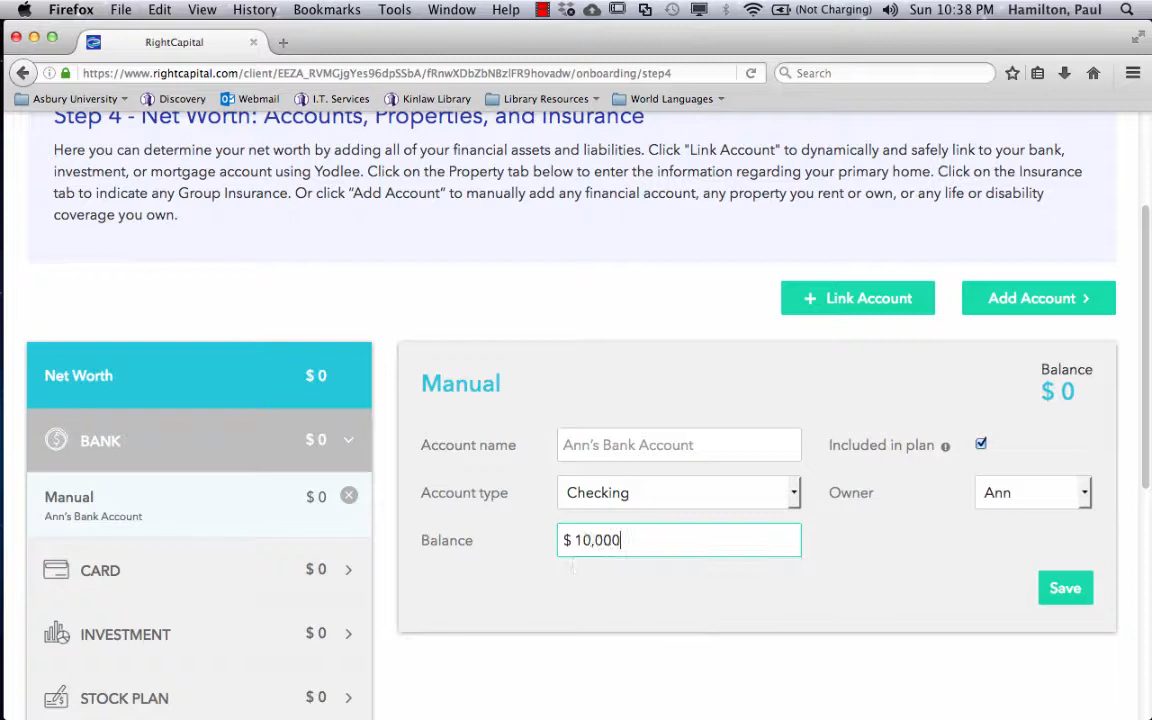 Firefox File Edit View History Bookmarks Tools Window Help (Not Charging) Sun 10:38 PM Hamilton, Paul
RightCapital
https://www.rightcapital.com/client/EEZA_RVMGjgYes96dpSSbA/fRnwXDbZbNBzlFR9hovadw/onboarding/step4 Search
Asbury University Discovery Webmail I.T. Services Kinlaw Library Library Resources World Languages
Step 4 - Net Worth: Accounts, Properties, and Insurance
Here you can determine your net worth by adding all of your financial assets and liabilities. Click "Link Account" to dynamically and safely link to your bank,
investment, or mortgage account using Yodlee. Click on the Property tab below to enter the information regarding your primary home. Click on the Insurance
tab to indicate any Group Insurance. Or click “Add Account” to manually add any financial account, any property you rent or own, or any life or disability
coverage you own.
+ Link Account Add Account
Net Worth $ 0
BANK $ 0
Manual $ 0
Ann's Bank Account
CARD $ 0
INVESTMENT $ 0
STOCK PLAN $ 0
Manual
Balance
$ 0
Account name Ann's Bank Account Included in plan
Account type Checking Owner Ann
Balance $ 10,000
Save